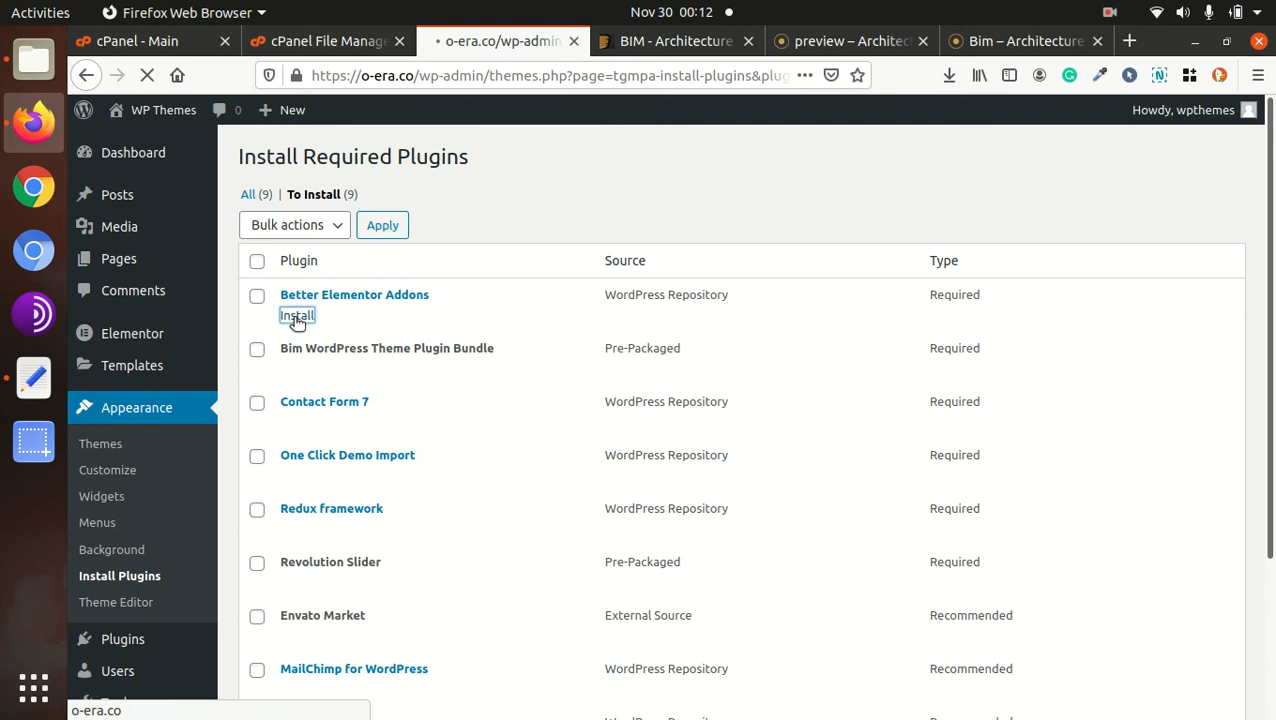 Activities
Firefox Web Browser
Nov 30 00:12
cPanel - Main
cPanel File Manage
o-era.co/wp-admin
BIM - Architecture
preview – Architect
Bim – Architecture
https://o-era.co/wp-admin/themes.php?page=tgmpa-install-plugins&plug
WP Themes
0
New
Howdy, wpthemes
Dashboard
Posts
Media
Pages
Comments
Elementor
Templates
Appearance
Themes
Customize
Widgets
Menus
Background
Install Plugins
Theme Editor
Plugins
Users
Install Required Plugins
All (9) | To Install (9)
Bulk actions
Apply
Plugin Source Type
Better Elementor Addons WordPress Repository Required
Install
Bim WordPress Theme Plugin Bundle Pre-Packaged Required
Contact Form 7 WordPress Repository Required
One Click Demo Import WordPress Repository Required
Redux framework WordPress Repository Required
Revolution Slider Pre-Packaged Required
Envato Market External Source Recommended
MailChimp for WordPress WordPress Repository Recommended
o-era.co